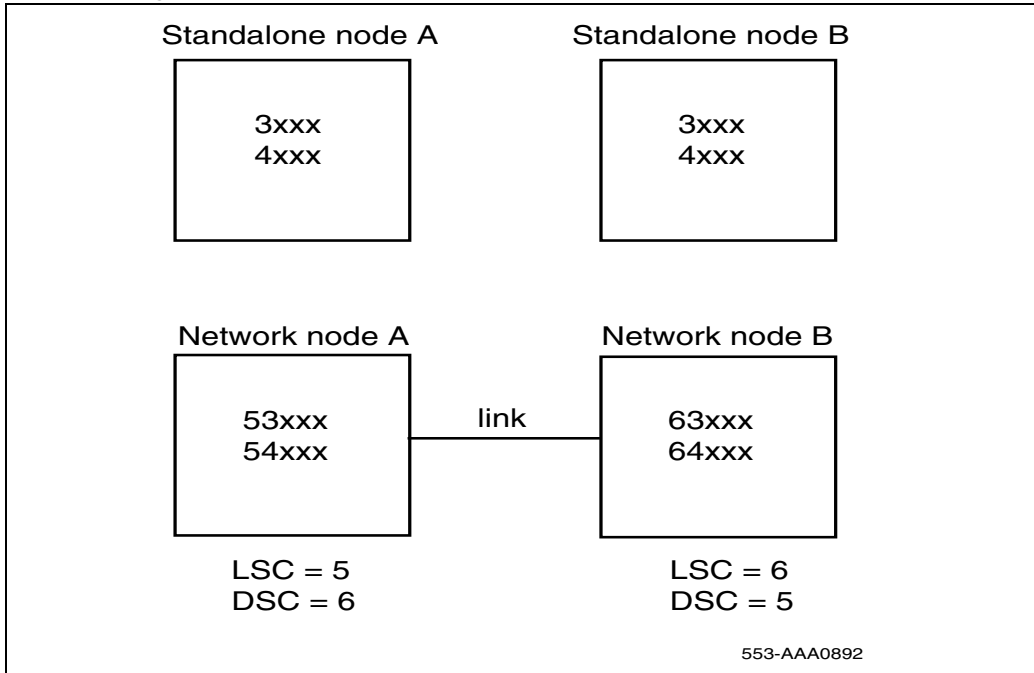 Standalone node A
Standalone node B
3xxx
4xxx
3xxx
4xxx
Network node A
Network node B
53xxx
54xxx
link
63xxx
64xxx
LSC = 5
DSC = 6
LSC = 6
DSC = 5
553-AAA0892